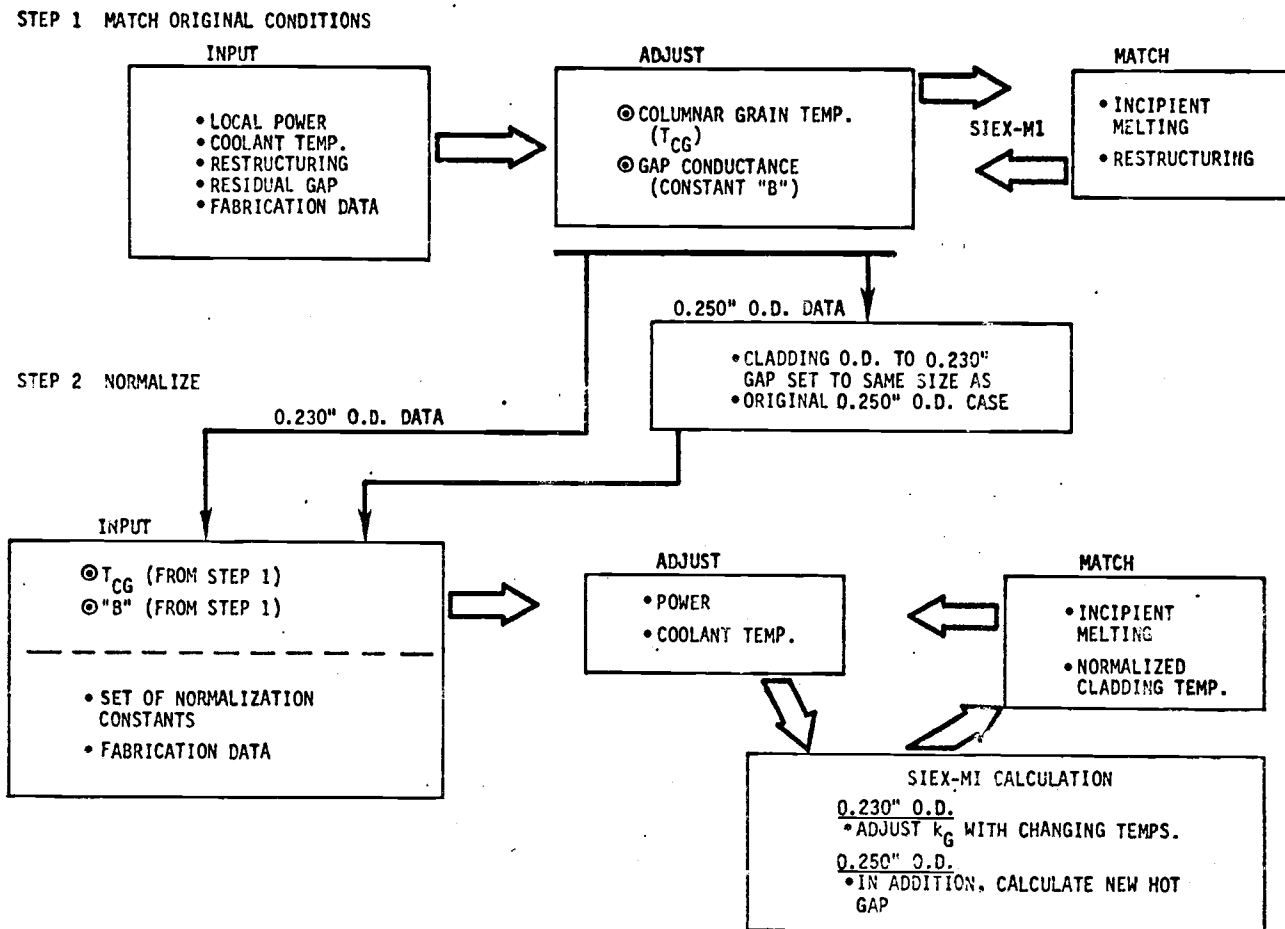 STEP 1 MATCH ORIGINAL CONDITIONS
INPUT
• LOCAL POWER
• COOLANT TEMP.
• RESTRUCTURING
• RESIDUAL GAP
• FABRICATION DATA
ADJUST
⦿ COLUMNAR GRAIN TEMP.
(T_CG)
⦿ GAP CONDUCTANCE
(CONSTANT "B")
SIEX-M1
MATCH
• INCIPIENT
MELTING
• RESTRUCTURING
0.250" O.D. DATA
• CLADDING O.D. TO 0.230"
GAP SET TO SAME SIZE AS
• ORIGINAL 0.250" O.D. CASE
STEP 2 NORMALIZE
0.230" O.D. DATA
INPUT
⦿ T_CG (FROM STEP 1)
⦿ "B" (FROM STEP 1)
• SET OF NORMALIZATION
CONSTANTS
• FABRICATION DATA
ADJUST
• POWER
• COOLANT TEMP.
MATCH
• INCIPIENT
MELTING
• NORMALIZED
CLADDING TEMP.
SIEX-MI CALCULATION
0.230" O.D.
• ADJUST k_G WITH CHANGING TEMPS.
0.250" O.D.
• IN ADDITION, CALCULATE NEW HOT
GAP